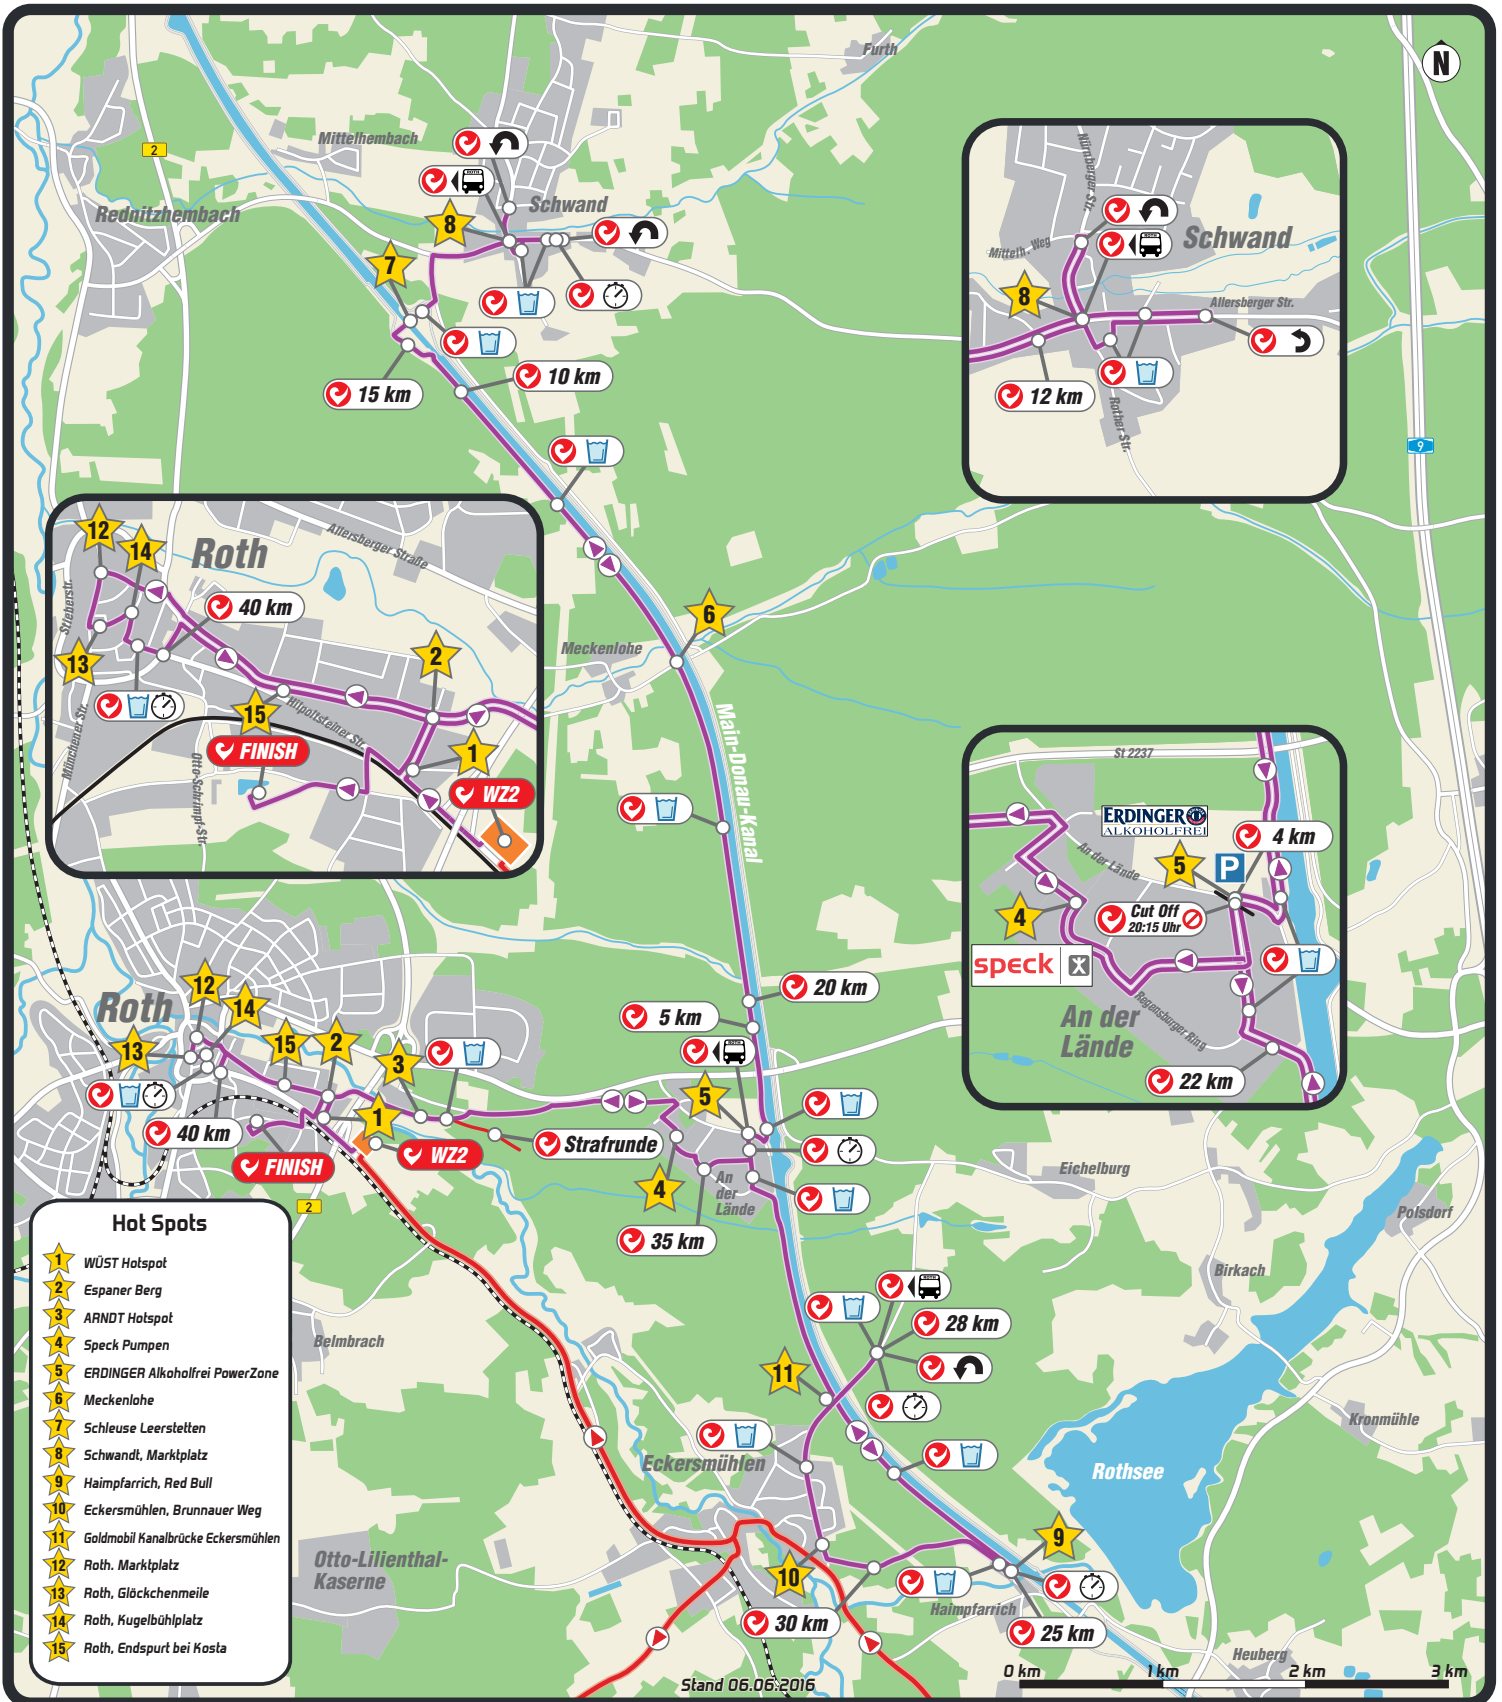 Furth
N
2
Mittelhembach
Rednitzhembach
Schwand
8
7
15 km
10 km
Nürnberger Str.
Mittelh. Weg
Schwand
8
Allersberger Str.
12 km
Rother Str.
9
12
14
Roth
Allersberger Straße
Stieberstr.
40 km
13
2
15
Hilpoltsteiner Str.
Münchener Str.
FINISH
Otto-Schrimpf-Str.
1
WZ2
6
Meckenlohe
Main-Donau-Kanal
St 2237
ERDINGER
ALKOHOLFREI
4 km
An der Lände
5
P
4
Cut Off
20:15 Uhr
speck
Regensburger Ring
An der
Lände
22 km
Roth
12
14
13
15
2
3
1
40 km
FINISH
WZ2
Strafrunde
20 km
5 km
5
4
An
der
Lände
35 km
Eichelburg
Polsdorf
Birkach
2
Belmbrach
28 km
11
Eckersmühlen
Kronmühle
Rothsee
9
10
Otto-Lilienthal-
Kaserne
30 km
Haimpfarrich
25 km
Heuberg
Hot Spots
1 WÜST Hotspot
2 Espaner Berg
3 ARNDT Hotspot
4 Speck Pumpen
5 ERDINGER Alkoholfrei PowerZone
6 Meckenlohe
7 Schleuse Leerstetten
8 Schwandt, Marktplatz
9 Haimpfarrich, Red Bull
10 Eckersmühlen, Brunnauer Weg
11 Goldmobil Kanalbrücke Eckersmühlen
12 Roth. Marktplatz
13 Roth, Glöckchenmeile
14 Roth, Kugelbühlplatz
15 Roth, Endspurt bei Kosta
Stand 06.06.2016
0 km 1 km 2 km 3 km